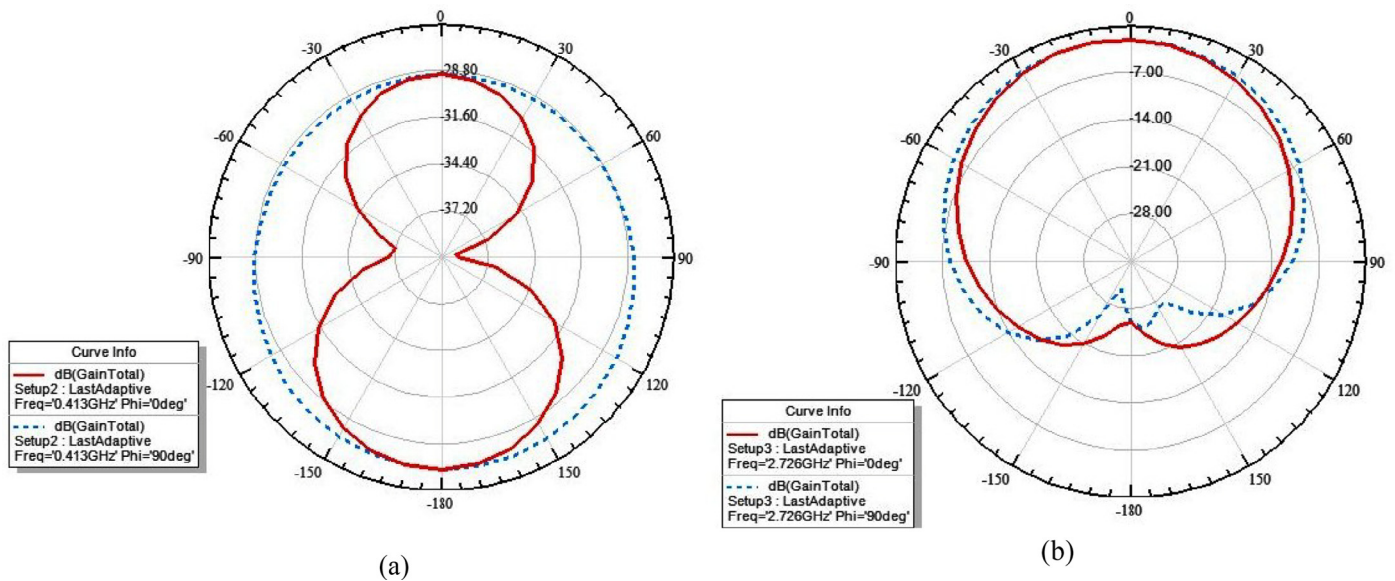 0
-30
30
-28.80
-60
60
-31.60
-34.40
-37.20
-90
90
-120
120
-150
150
-180
Curve Info
dB(GainTotal)
Setup2 : LastAdaptive
Freq='0.413GHz' Phi='0deg'
dB(GainTotal)
Setup2 : LastAdaptive
Freq='0.413GHz' Phi='90deg'
(a)
0
-30
30
-7.00
-60
60
-14.00
-21.00
-28.00
-90
90
-120
120
-150
150
-180
Curve Info
dB(GainTotal)
Setup3 : LastAdaptive
Freq='2.726GHz' Phi='0deg'
dB(GainTotal)
Setup3 : LastAdaptive
Freq='2.726GHz' Phi='90deg'
(b)